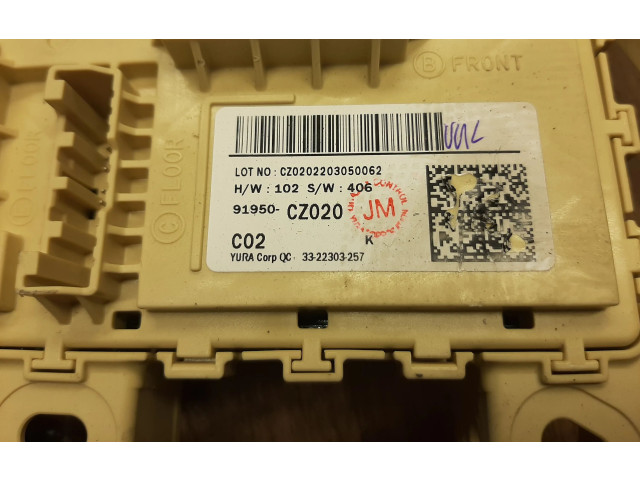 B FRONT
LOT NO : CZ0202203050062
H/W : 102 S/W : 406
91950- CZ020
JM
C02
K
YURA Corp QC 33-22303-257
C FLOOR